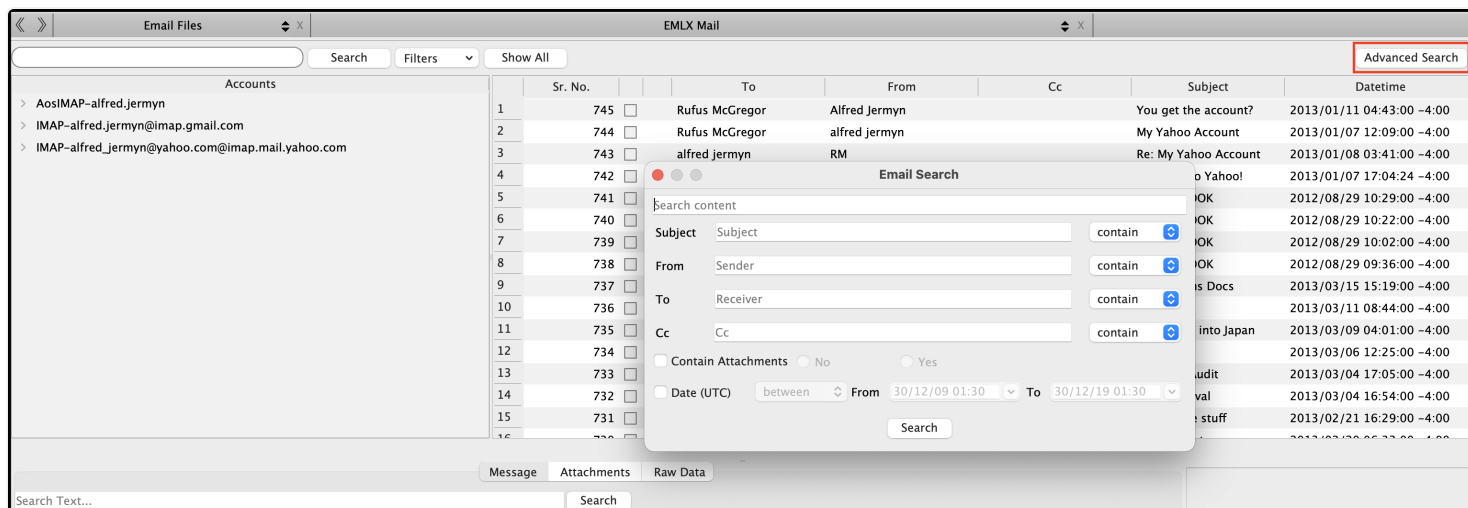 《 》 Email Files X EMLX Mail X
Search Filters Show All Advanced Search
Accounts
AosIMAP-alfred.jermyn
IMAP-alfred.jermyn@imap.gmail.com
IMAP-alfred_jermyn@yahoo.com@imap.mail.yahoo.com
Sr. No. To From Cc Subject Datetime
1 745 Rufus McGregor Alfred Jermyn You get the account? 2013/01/11 04:43:00 -4:00
2 744 Rufus McGregor alfred jermyn My Yahoo Account 2013/01/07 12:09:00 -4:00
3 743 alfred jermyn RM Re: My Yahoo Account 2013/01/08 03:41:00 -4:00
4 742 o Yahoo! 2013/01/07 17:04:24 -4:00
5 741 OK 2012/08/29 10:29:00 -4:00
6 740 OOK 2012/08/29 10:22:00 -4:00
7 739 OOK 2012/08/29 10:02:00 -4:00
8 738 OK 2012/08/29 09:36:00 -4:00
9 737 us Docs 2013/03/15 15:19:00 -4:00
10 736 2013/03/11 08:44:00 -4:00
11 735 into Japan 2013/03/09 04:01:00 -4:00
12 734 2013/03/06 12:25:00 -4:00
13 733 udit 2013/03/04 17:05:00 -4:00
14 732 val 2013/03/04 16:54:00 -4:00
15 731 e stuff 2013/02/21 16:29:00 -4:00
Email Search
Search content
Subject Subject contain
From Sender contain
To Receiver contain
Cc Cc contain
Contain Attachments No Yes
Date (UTC) between From 30/12/09 01:30 To 30/12/19 01:30
Search
Message Attachments Raw Data
Search Text... Search